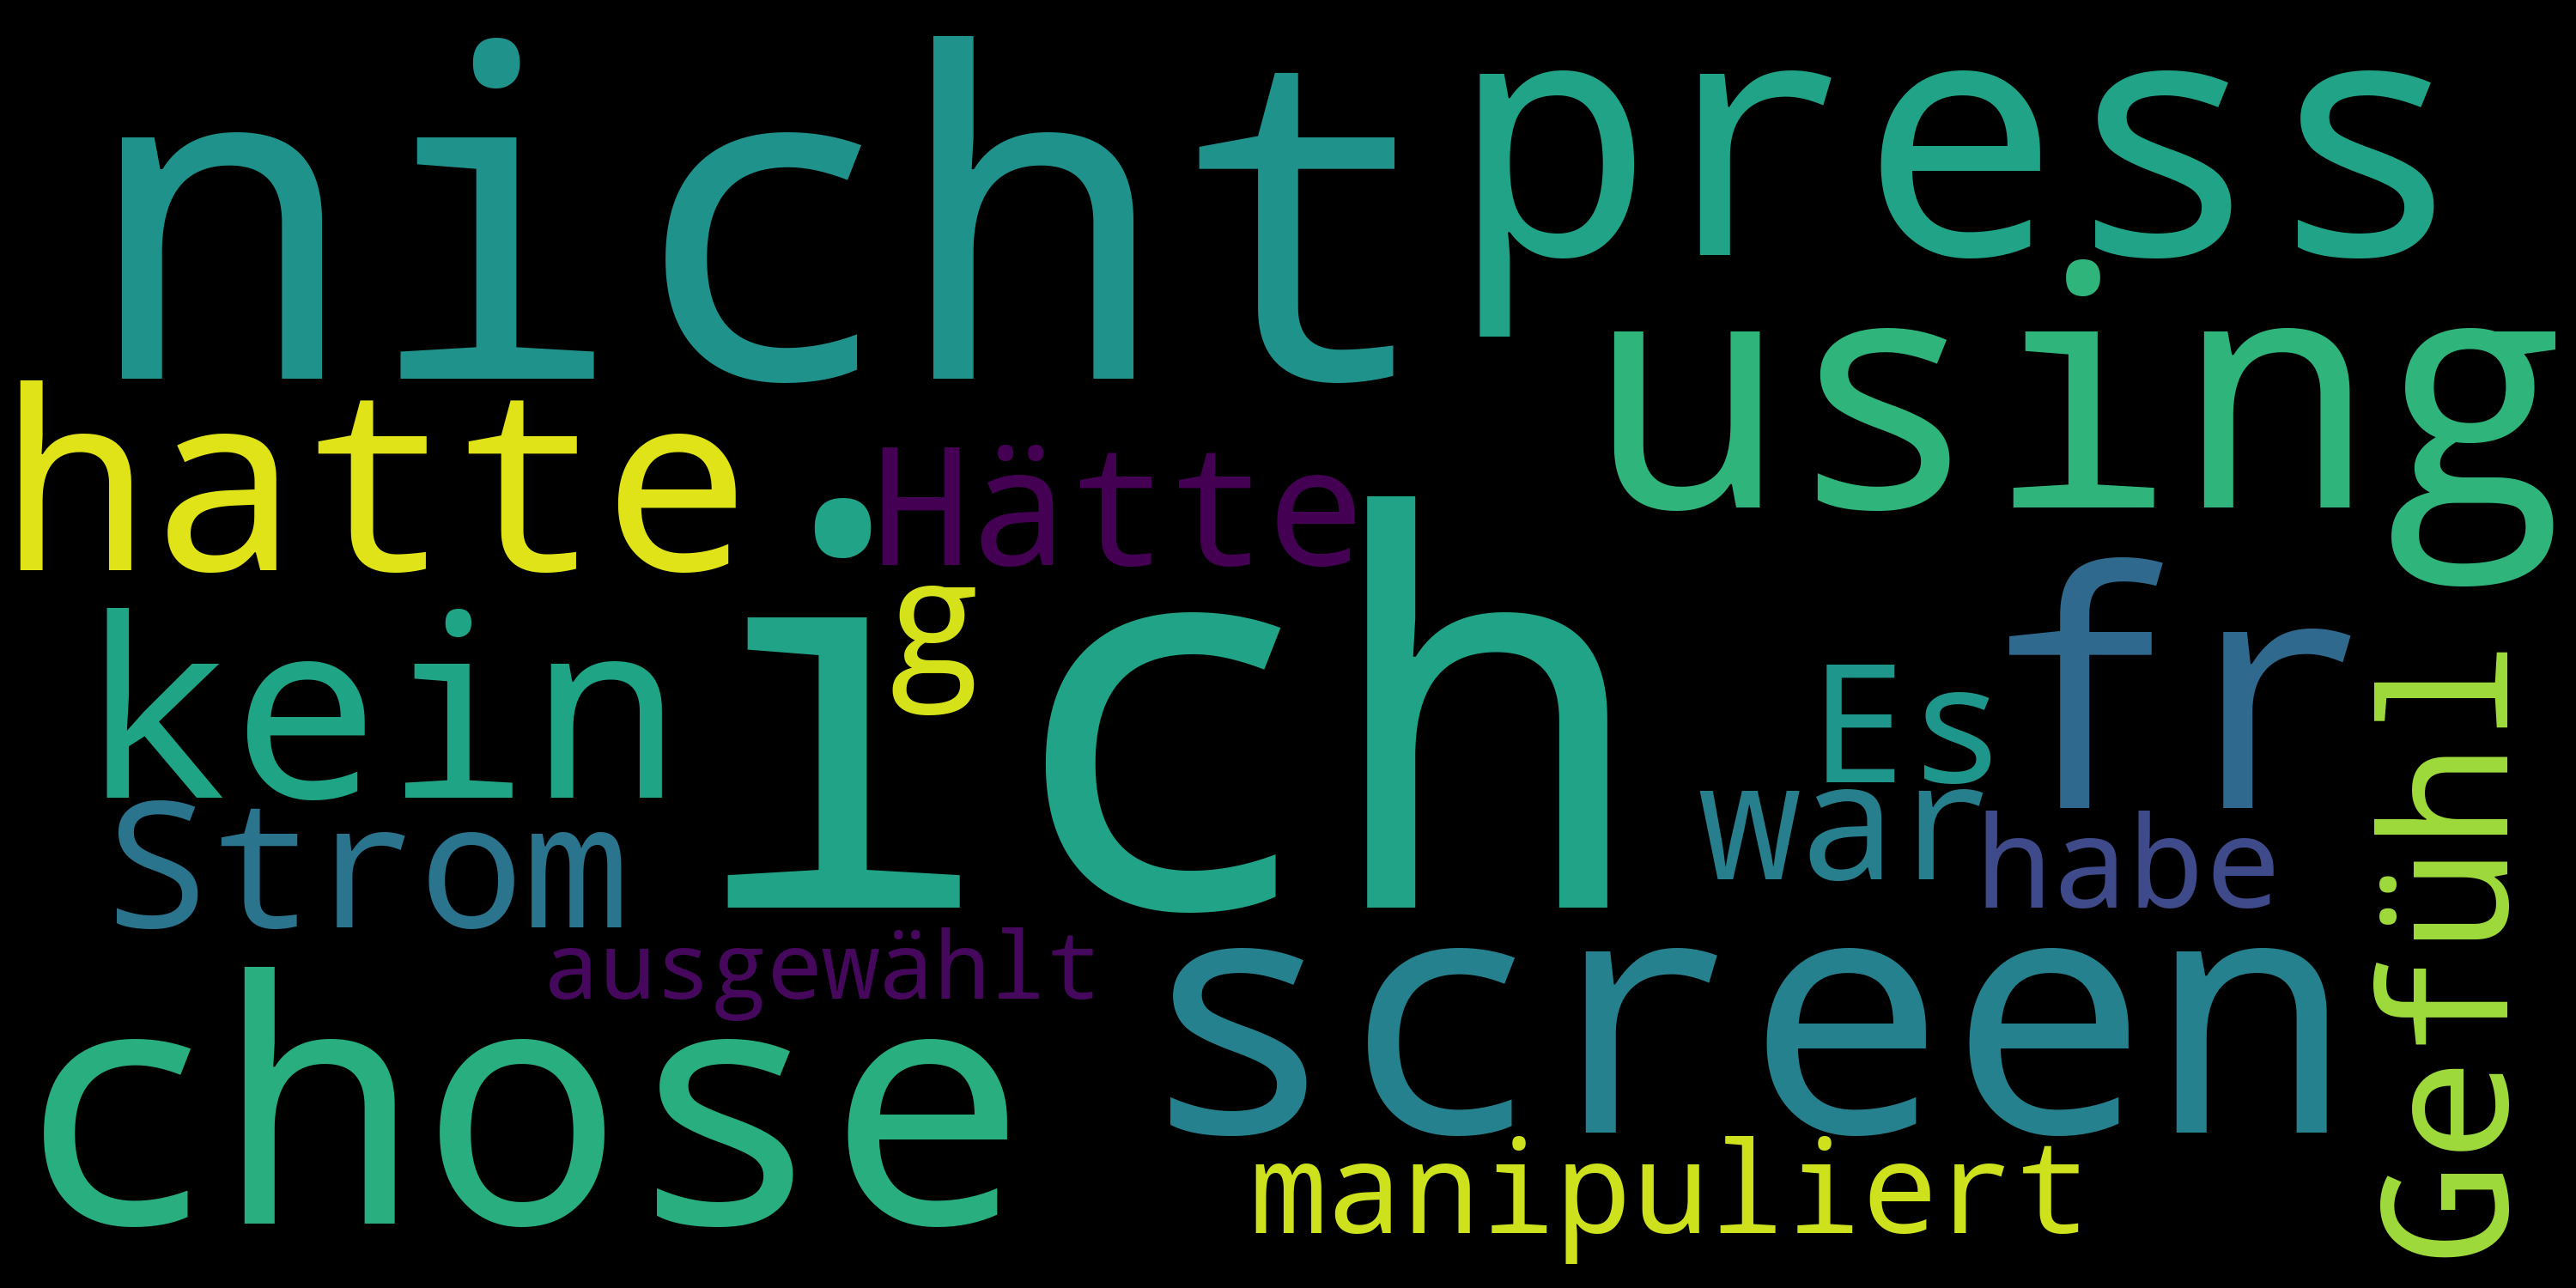 nicht
press
using
hatte
Hätte
g
ich
kein
Es
fr
war
habe
Strom
Gefühl
ausgewählt
screen
chose
manipuliert